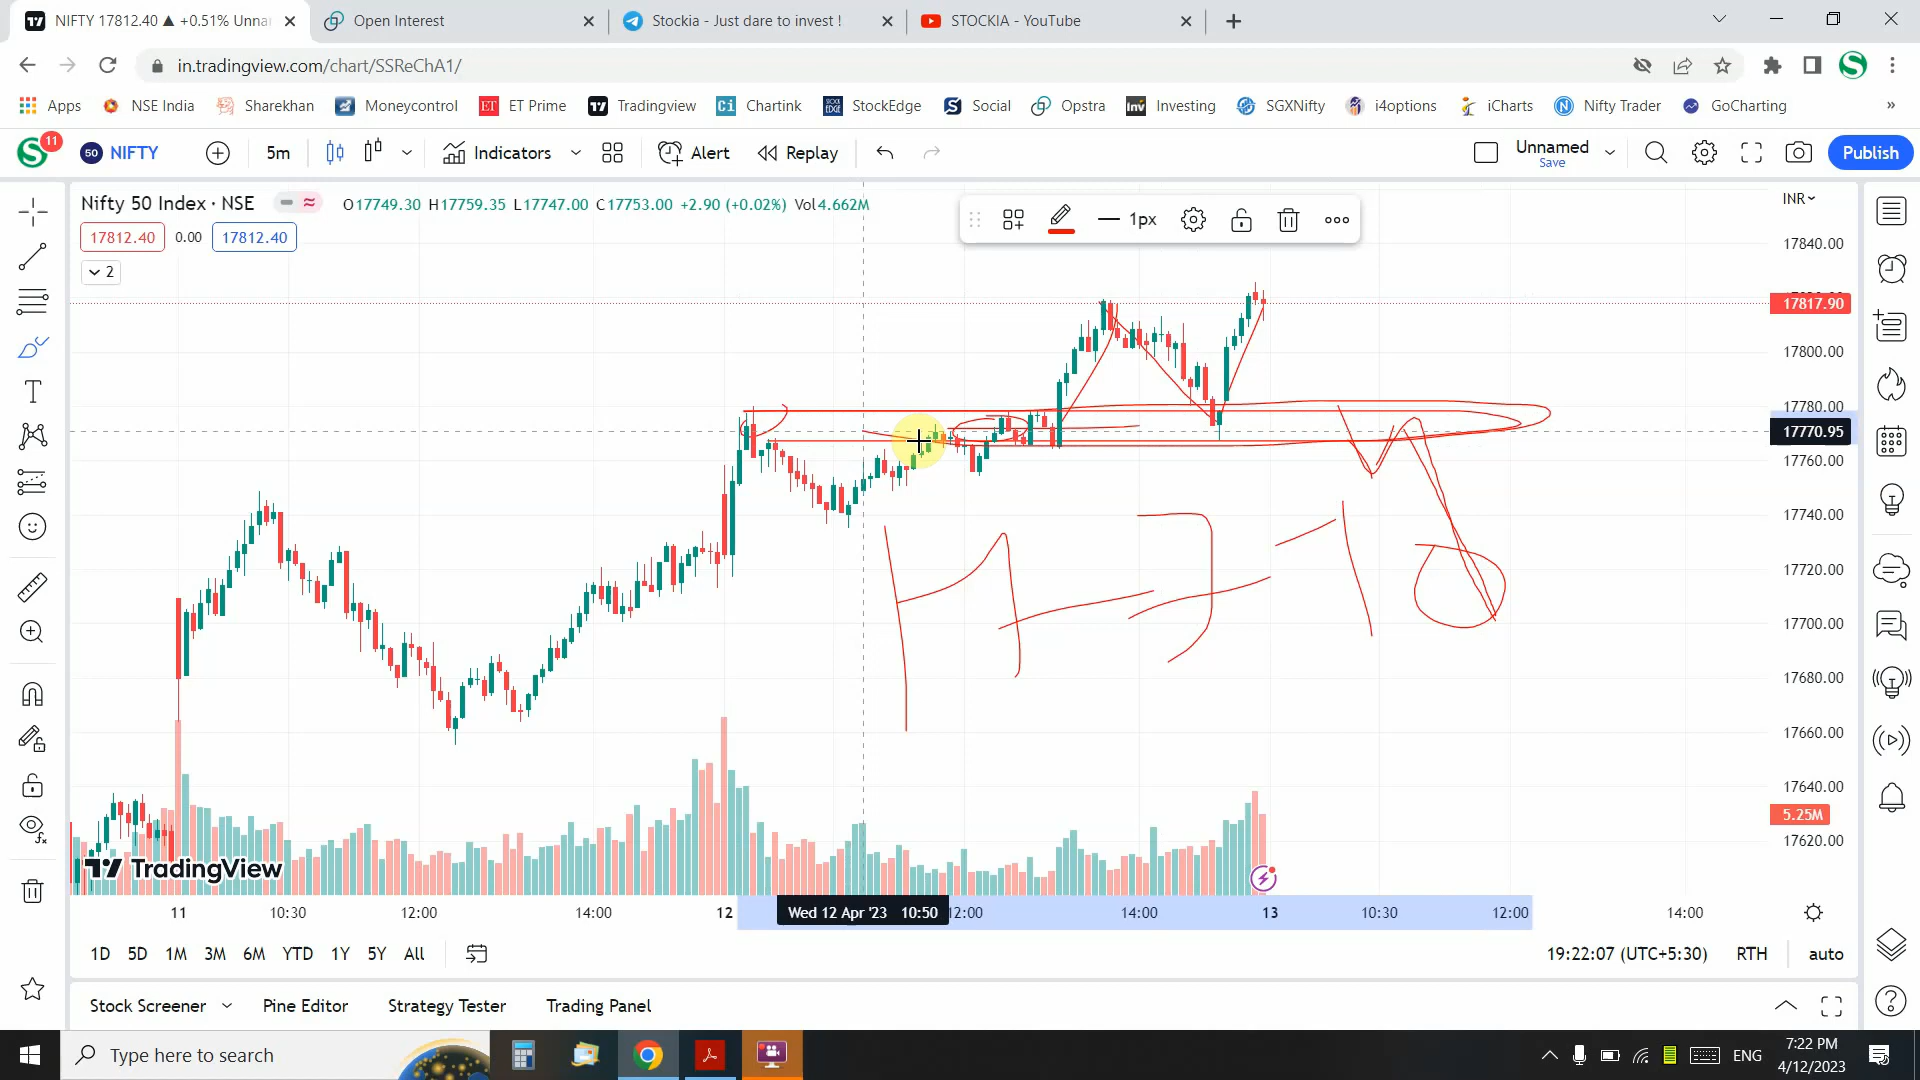 NIFTY 17812.40 ▲ +0.51% Unna
Open Interest
Stockia - Just dare to invest !
STOCKIA - YouTube
in.tradingview.com/chart/SSReChA1/
Apps
NSE India
Sharekhan
Moneycontrol
ET Prime
Tradingview
Chartink
StockEdge
Social
Opstra
Investing
SGXNifty
i4options
iCharts
Nifty Trader
GoCharting
»
11
50 NIFTY
5m
Indicators
Alert
Replay
Unnamed
Save
Publish
Nifty 50 Index · NSE
O17749.30 H17759.35 L17747.00 C17753.00 +2.90 (+0.02%) Vol4.662M
1px
INR
17812.40
0.00
17812.40
2
17840.00
17817.90
17800.00
17780.00
17770.95
17760.00
17740.00
17720.00
17700.00
17680.00
17660.00
17640.00
5.25M
17620.00
TradingView
11
10:30
12:00
14:00
12
Wed 12 Apr '23 10:50
12:00
14:00
13
10:30
12:00
14:00
1D 5D 1M 3M 6M YTD 1Y 5Y All
19:22:07 (UTC+5:30)
RTH
auto
Stock Screener
Pine Editor
Strategy Tester
Trading Panel
Type here to search
ENG
7:22 PM
4/12/2023